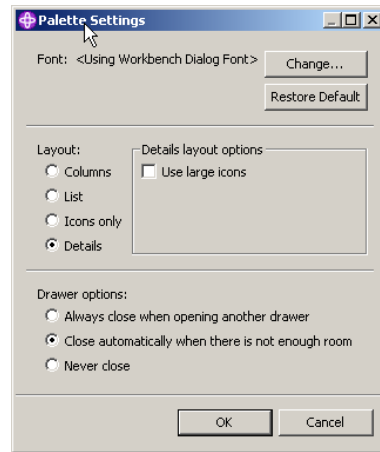 Palette Settings
Font: <Using Workbench Dialog Font> Change...
Restore Default
Layout:
Columns
List
Icons only
Details
Details layout options
Use large icons
Drawer options:
Always close when opening another drawer
Close automatically when there is not enough room
Never close
OK Cancel